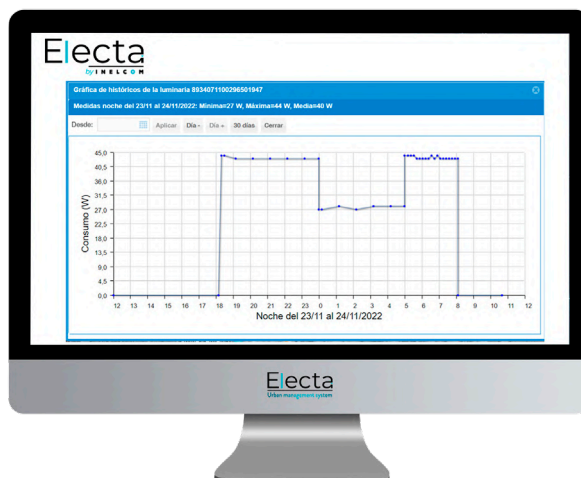 Electa
by INELCOM
Gráfica de históricos de la luminaria 8934071100296501947
Medidas noche del 23/11 al 24/11/2022: Mínima=27 W, Máxima=44 W, Media=40 W
Desde: Aplicar Día - Día + 30 días Cerrar
45,0
40,5
36,0
31,5
27,0
22,5
18,0
13,5
9,0
4,5
0,0
Consumo (W)
12 13 14 15 16 17 18 19 20 21 22 23 0 1 2 3 4 5 6 7 8 9 10 11 12
Noche del 23/11 al 24/11/2022
Electa
Urban management system